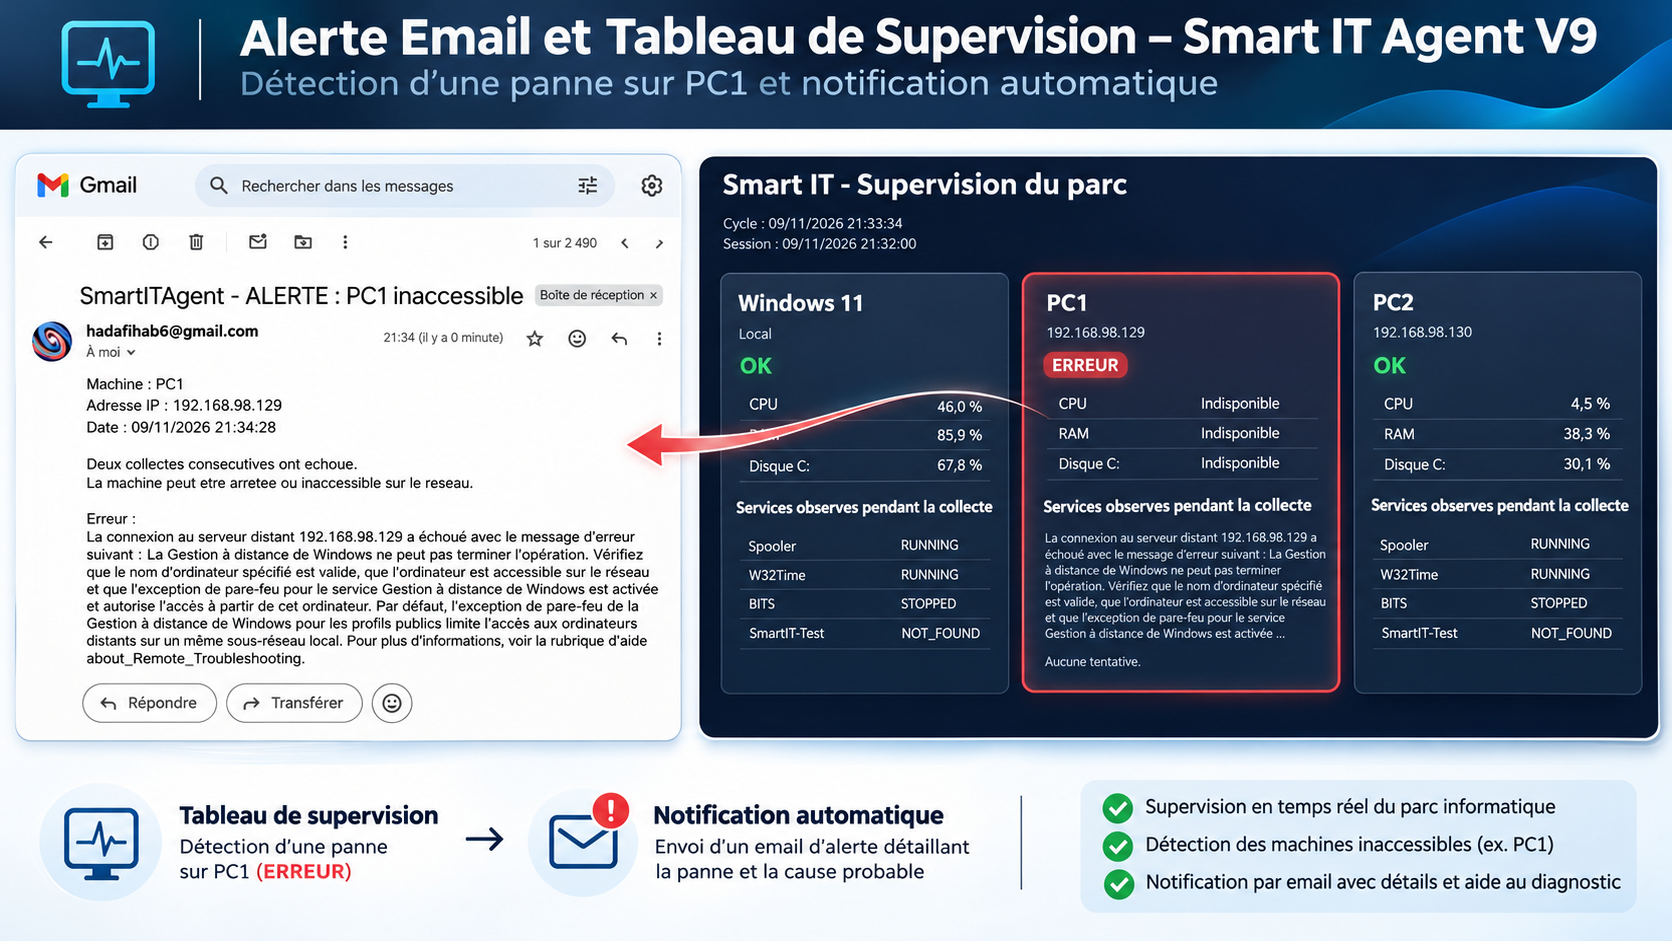 Alerte Email et Tableau de Supervision – Smart IT Agent V9
Détection d'une panne sur PC1 et notification automatique
Gmail
Rechercher dans les messages
1 sur 2 490
SmartITAgent - ALERTE : PC1 inaccessible
Boîte de réception ×
hadafihab6@gmail.com
21:34 (il y a 0 minute)
À moi
Machine : PC1
Adresse IP : 192.168.98.129
Date : 09/11/2026 21:34:28
Deux collectes consecutives ont echoue.
La machine peut etre arretee ou inaccessible sur le reseau.
Erreur :
La connexion au serveur distant 192.168.98.129 a échoué avec le message d'erreur
suivant : La Gestion à distance de Windows ne peut pas terminer l'opération. Vérifiez
que le nom d'ordinateur spécifié est valide, que l'ordinateur est accessible sur le réseau
et que l'exception de pare-feu pour le service Gestion à distance de Windows est activée
et autorise l'accès à partir de cet ordinateur. Par défaut, l'exception de pare-feu de la
Gestion à distance de Windows pour les profils publics limite l'accès aux ordinateurs
distants sur un même sous-réseau local. Pour plus d'informations, voir la rubrique d'aide
about_Remote_Troubleshooting.
Répondre
Transférer
Smart IT - Supervision du parc
Cycle : 09/11/2026 21:33:34
Session : 09/11/2026 21:32:00
Windows 11
Local
OK
CPU 46,0 %
RAM 85,9 %
Disque C: 67,8 %
Services observes pendant la collecte
Spooler RUNNING
W32Time RUNNING
BITS STOPPED
SmartIT-Test NOT_FOUND
PC1
192.168.98.129
ERREUR
CPU Indisponible
RAM Indisponible
Disque C: Indisponible
Services observes pendant la collecte
La connexion au serveur distant 192.168.98.129 a
échoué avec le message d'erreur suivant : La Gestion
à distance de Windows ne peut pas terminer
l'opération. Vérifiez que le nom d'ordinateur spécifié
est valide, que l'ordinateur est accessible sur le réseau
et que l'exception de pare-feu pour le service
Gestion à distance de Windows est activée ...
Aucune tentative.
PC2
192.168.98.130
OK
CPU 4,5 %
RAM 38,3 %
Disque C: 30,1 %
Services observes pendant la collecte
Spooler RUNNING
W32Time RUNNING
BITS STOPPED
SmartIT-Test NOT_FOUND
Tableau de supervision
Détection d'une panne
sur PC1 (ERREUR)
Notification automatique
Envoi d'un email d'alerte détaillant
la panne et la cause probable
Supervision en temps réel du parc informatique
Détection des machines inaccessibles (ex. PC1)
Notification par email avec détails et aide au diagnostic